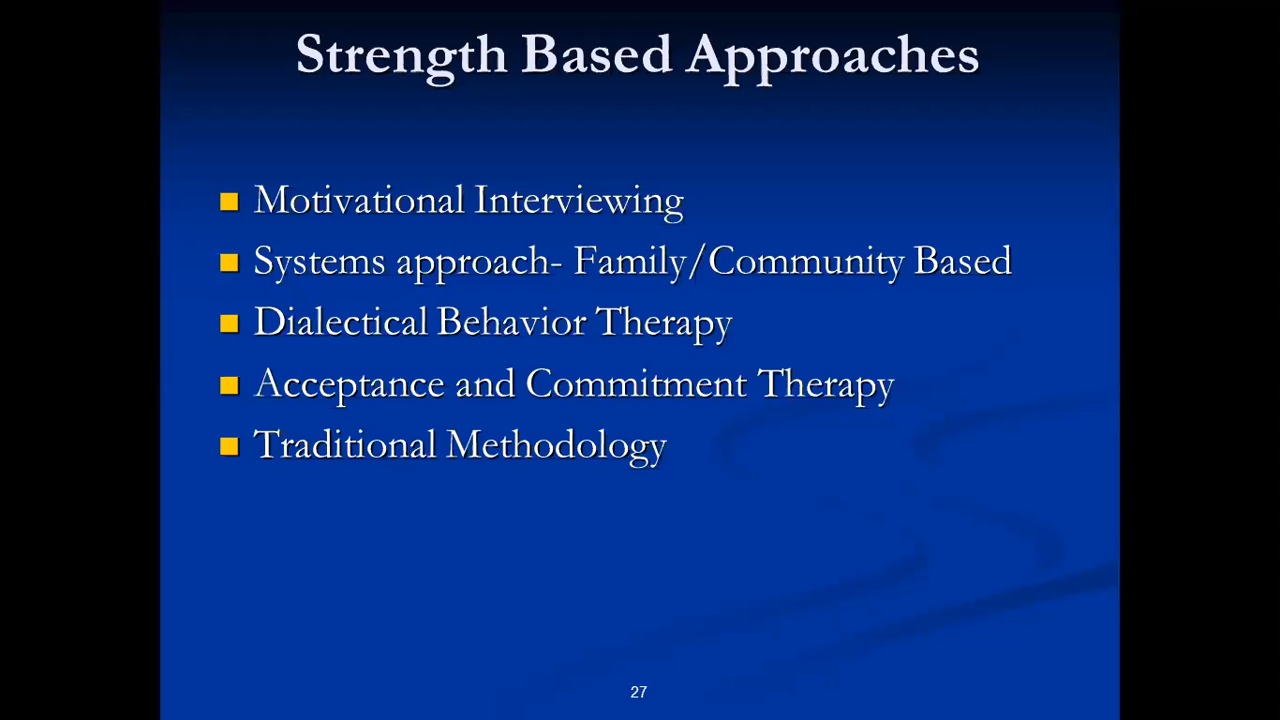 Strength Based Approaches
Motivational Interviewing
Systems approach- Family/Community Based
Dialectical Behavior Therapy
Acceptance and Commitment Therapy
Traditional Methodology
27